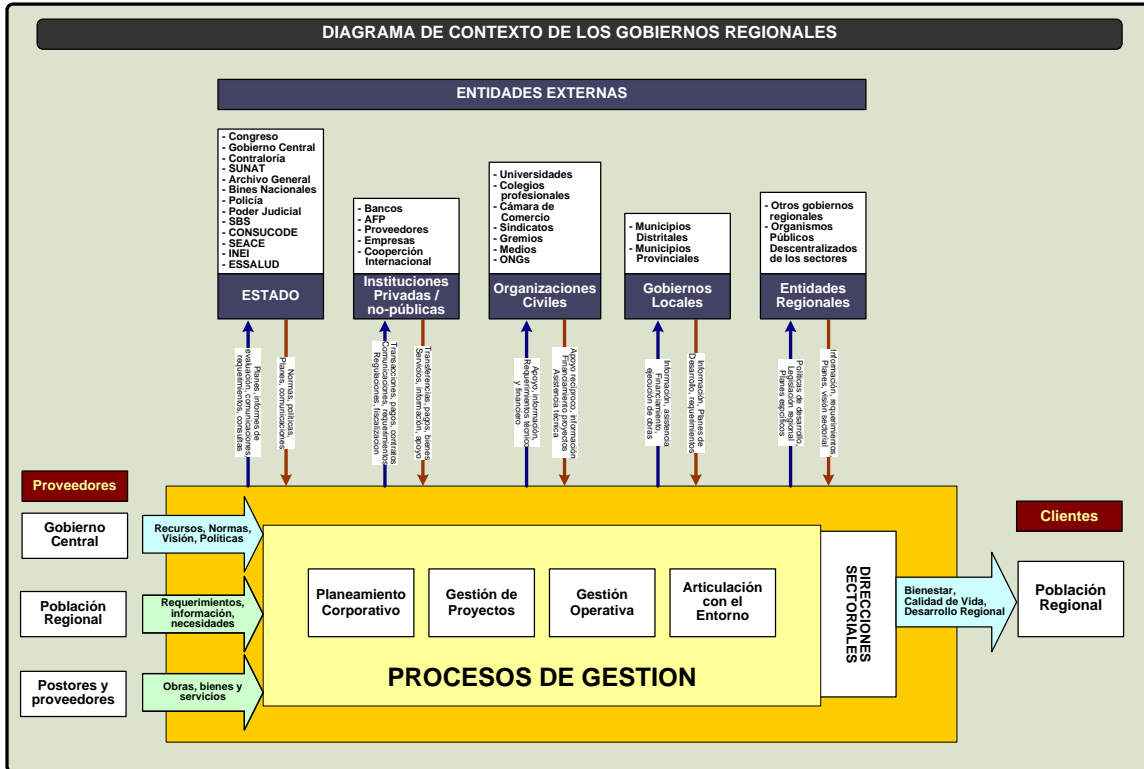 DIAGRAMA DE CONTEXTO DE LOS GOBIERNOS REGIONALES
ENTIDADES EXTERNAS
- Congreso
- Gobierno Central
- Contraloría
- SUNAT
- Archivo General
- Bines Nacionales
- Policía
- Poder Judicial
- SBS
- CONSUCODE
- SEACE
- INEI
- ESSALUD
ESTADO
- Bancos
- AFP
- Proveedores
- Empresas
- Cooperción
Internacional
Instituciones
Privadas /
no-públicas
- Universidades
- Colegios
profesionales
- Cámara de
Comercio
- Sindicatos
- Gremios
- Medios
- ONGs
Organizaciones
Civiles
- Municipios
Distritales
- Municipios
Provinciales
Gobiernos
Locales
- Otros gobiernos
regionales
- Organismos
Públicos
Descentralizados
de los sectores
Entidades
Regionales
Planes, informes de
evaluación, comunicaciones,
requerimientos, consultas
Normas, políticas,
Planes, comunicaciones
Transacciones, pagos, contratos
Comunicaciones, requerimientos
Regulaciones, fiscalizacion
Transferencias, pagos, bienes
Servicios, información, apoyo
Apoyo, información,
Requerimientos técnico
y financiero
Apoyo recíproco, información
Financiamiento proyectos
Asistencia técnica
Información, asistencia
Financiamiento,
ejecución de obras
Información, Planes de
Desarrollo, requerimientos
Políticas de desarrollo,
Legislación regional
Planes espcíficos
Información, requerimientos
Planes, visión sectorial
Proveedores
Gobierno
Central
Población
Regional
Postores y
proveedores
Recursos, Normas,
Visión, Políticas
Requerimientos,
información,
necesidades
Obras, bienes y
servicios
Planeamiento
Corporativo
Gestión de
Proyectos
Gestión
Operativa
Articulación
con el
Entorno
PROCESOS DE GESTION
DIRECCIONES
SECTORIALES
Bienestar,
Calidad de Vida,
Desarrollo Regional
Clientes
Población
Regional